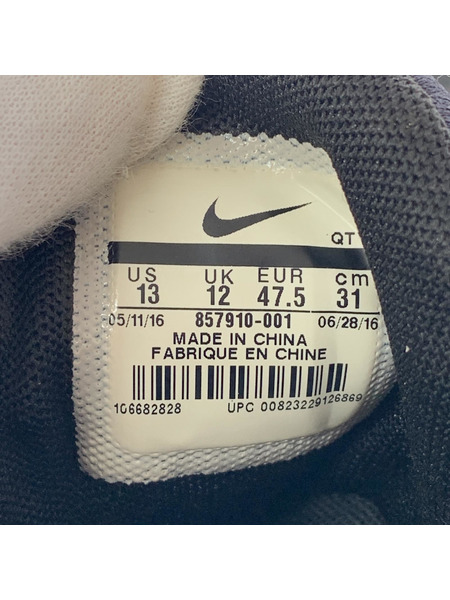 QT
US UK EUR cm
13 12 47.5 31
05/11/16 857910-001 06/28/16
MADE IN CHINA
FABRIQUE EN CHINE
106682828 UPC 00823229126869